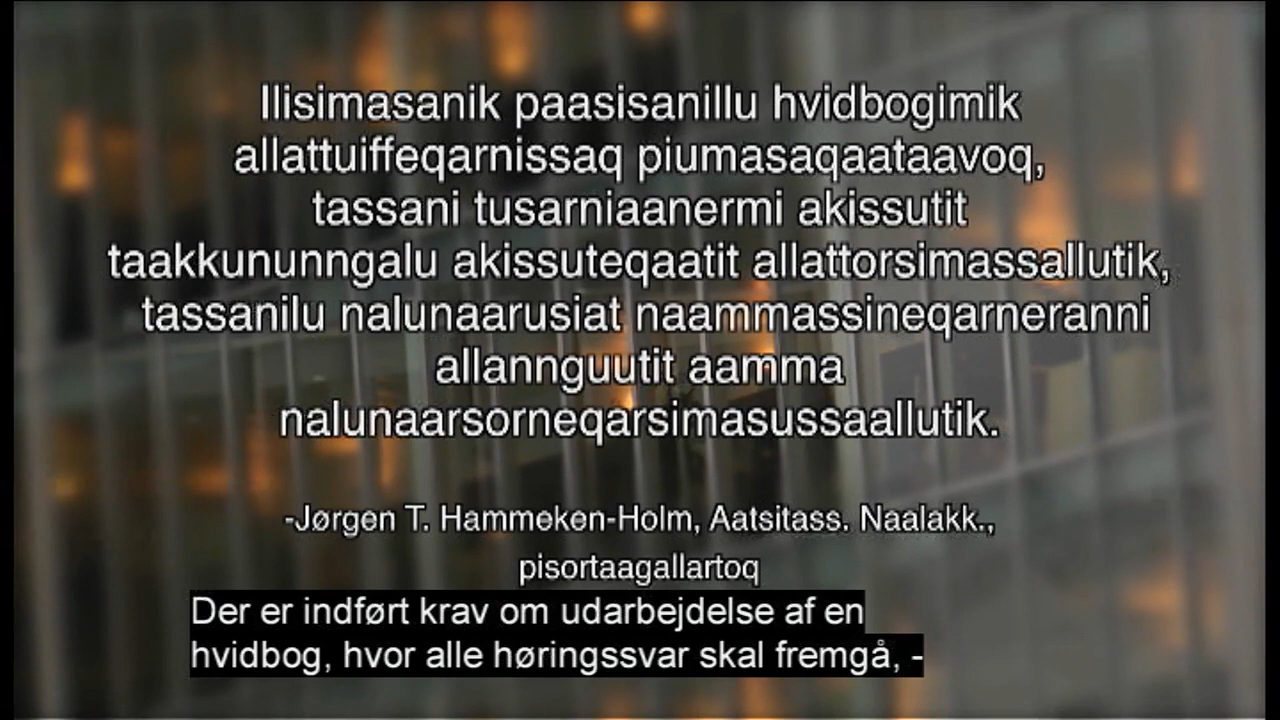 Ilisimasanik paasisanillu hvidbogimik
allattuiffeqarnissaq piumasaqaataavoq,
tassani tusarniaanermi akissutit
taakkununngalu akissuteqaatit allattorsimassallutik,
tassanilu nalunaarusiat naammassineqarneranni
allannguutit aamma
nalunaarsorneqarsimasussaallutik.
-Jørgen T. Hammeken-Holm, Aatsitass. Naalakk.,
pisortaagallartoq
Der er indført krav om udarbejdelse af en
hvidbog, hvor alle høringssvar skal fremgå, -